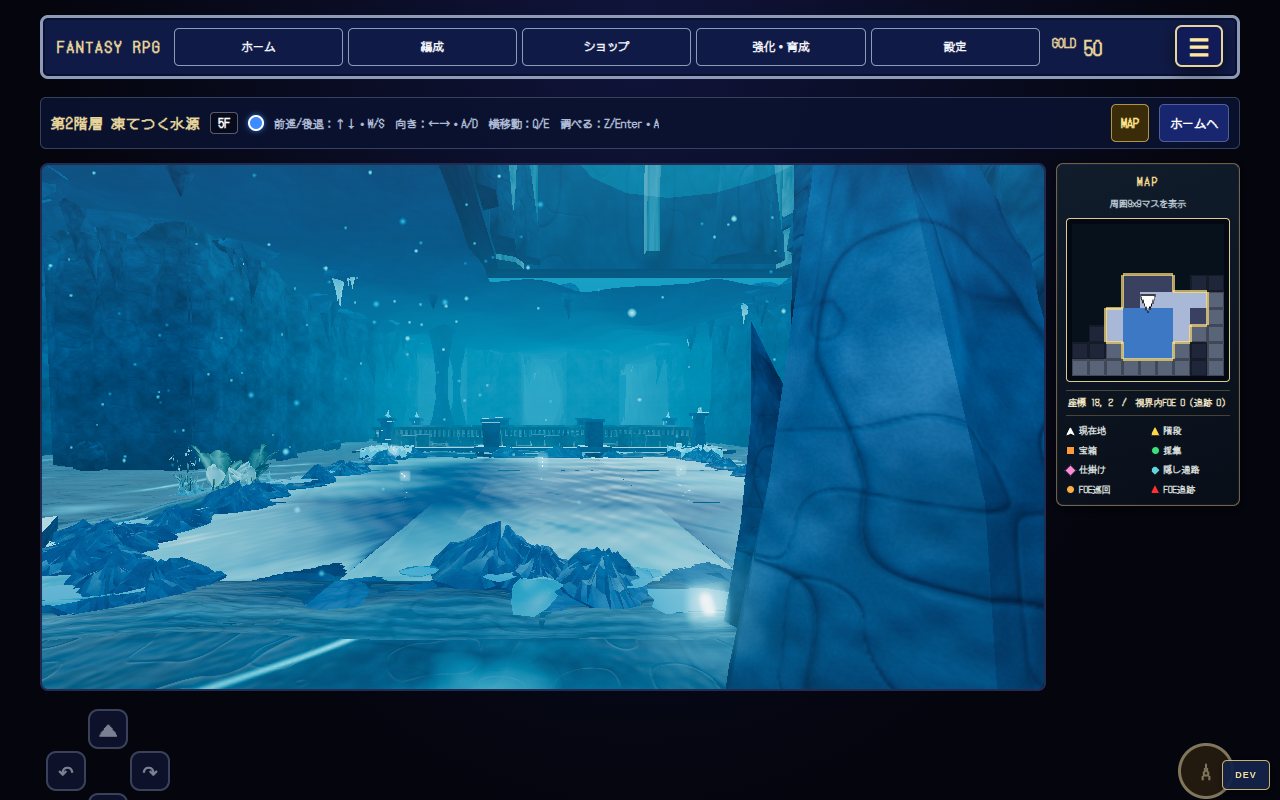 FANTASY RPG
ホーム
編成
ショップ
強化・育成
設定
GOLD 50
第2階層 凍てつく水源
5F
前進/後退：↑↓・W/S 向き：←→・A/D 横移動：Q/E 調べる：Z/Enter・A
MAP
ホームへ
MAP
周囲9x9マスを表示
座標 18, 2 / 視界内FOE 0 (追跡 0)
現在地
階段
宝箱
採集
仕掛け
隠し通路
FOE巡回
FOE追跡
A
DEV